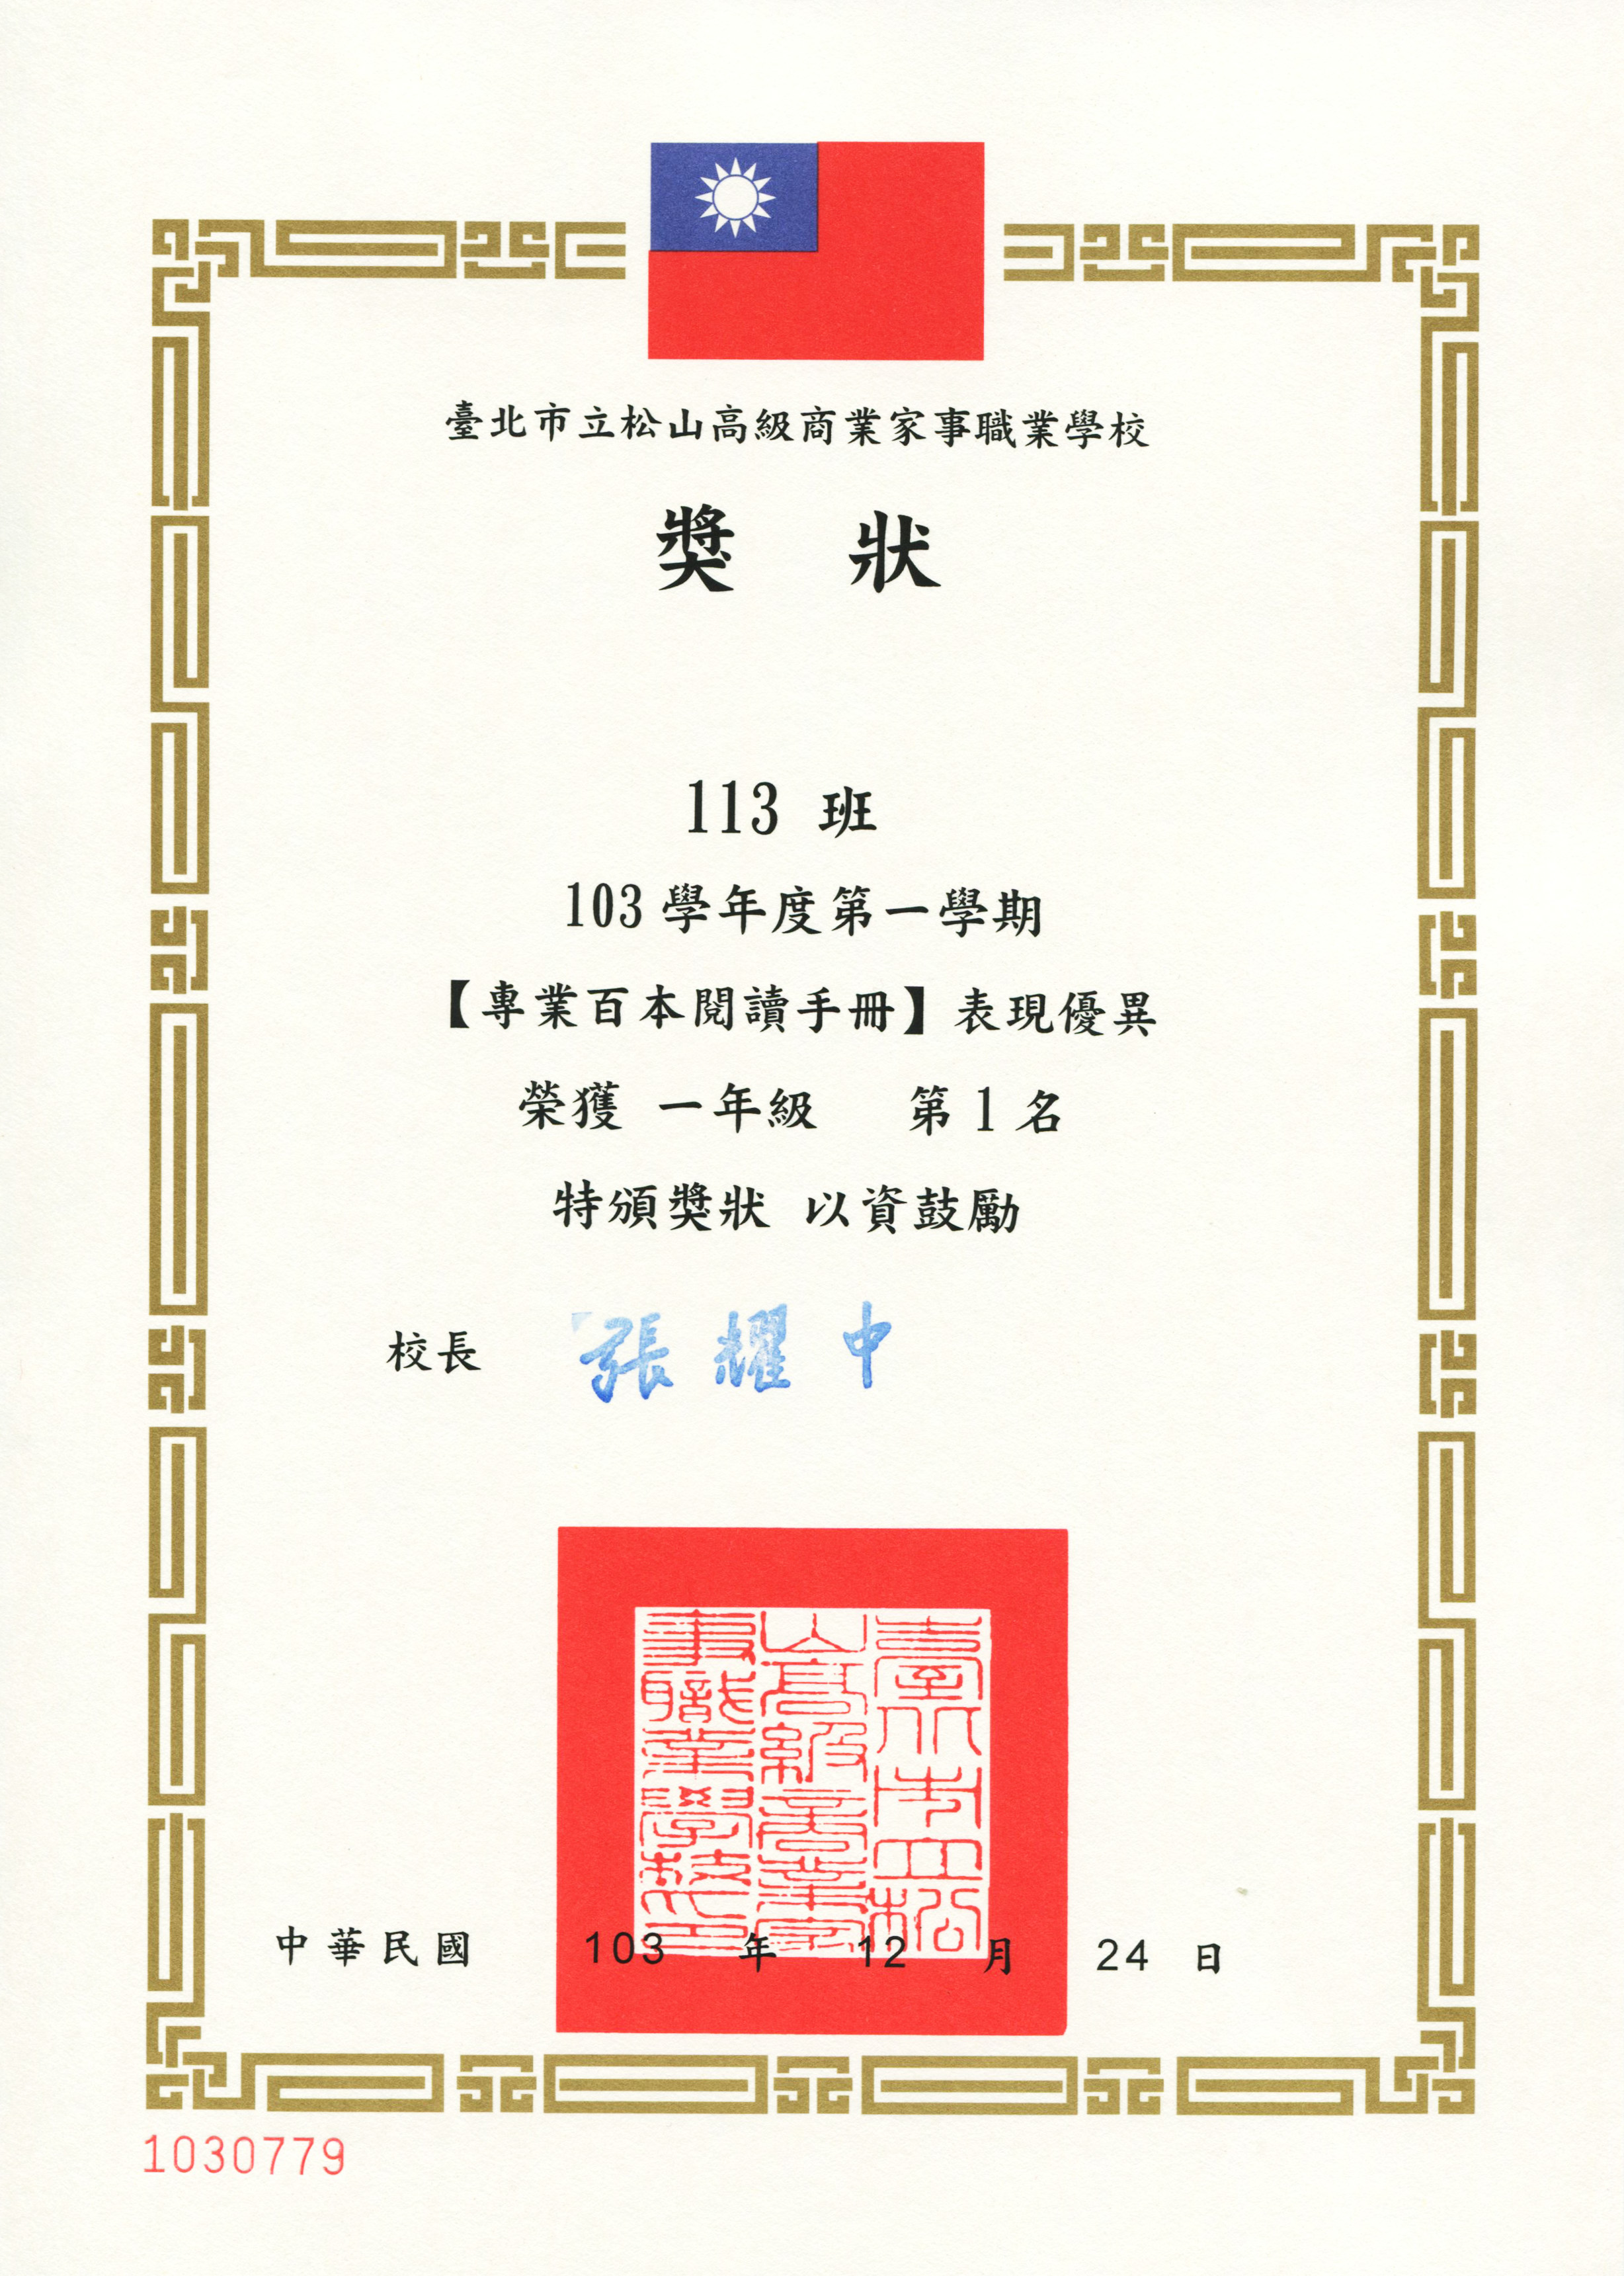 臺北市立松山高級商業家事職業學校
獎 狀
113 班
103學年度第一學期
【專業百本閱讀手冊】表現優異
榮獲 一年級 第1名
特頒獎狀 以資鼓勵
校長 張耀中
臺北市立松
山高級商業家
事職業學校印
中華民國 103 年 12 月 24 日
1030779